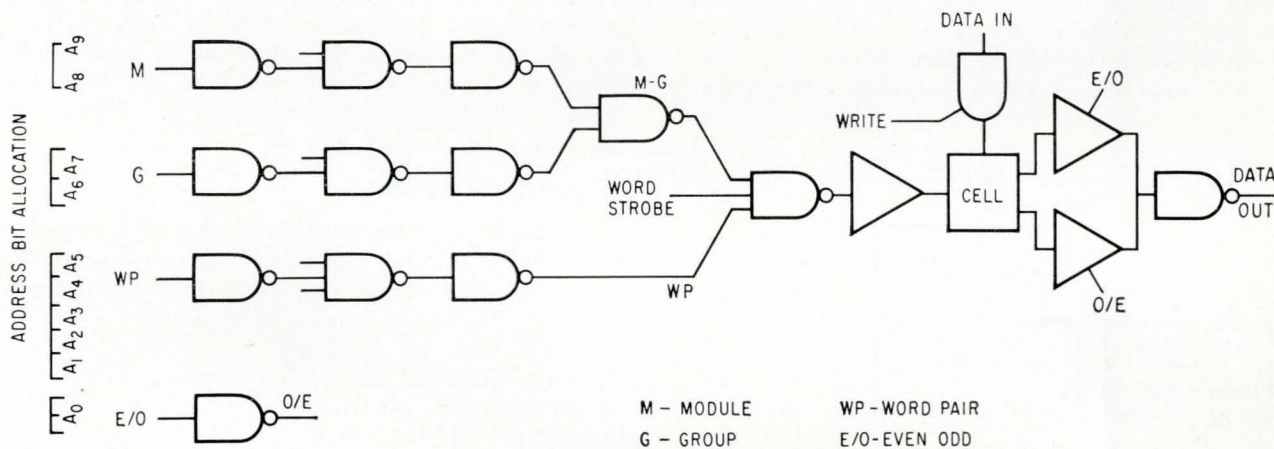 ADDRESS BIT ALLOCATION
A9
A8
M
A7
A6
G
A5
A4
A3
A2
A1
WP
A0
E/O
O/E
M-G
WORD
STROBE
WP
DATA IN
WRITE
CELL
E/O
O/E
DATA
OUT
M – MODULE
G – GROUP
WP-WORD PAIR
E/O-EVEN ODD